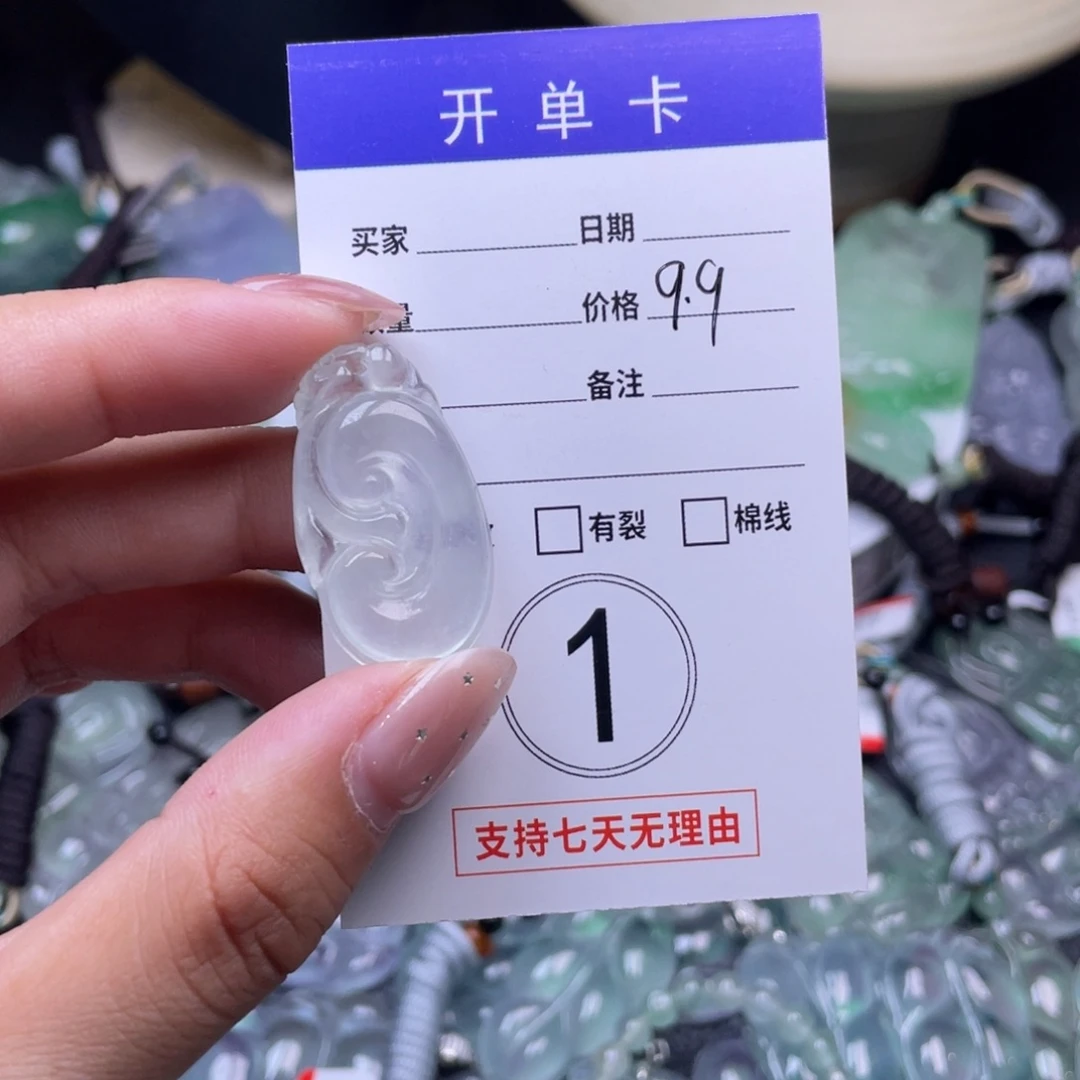 开单卡
买家 日期
量 价格 9.9
备注
有裂 棉线
1
支持七天无理由